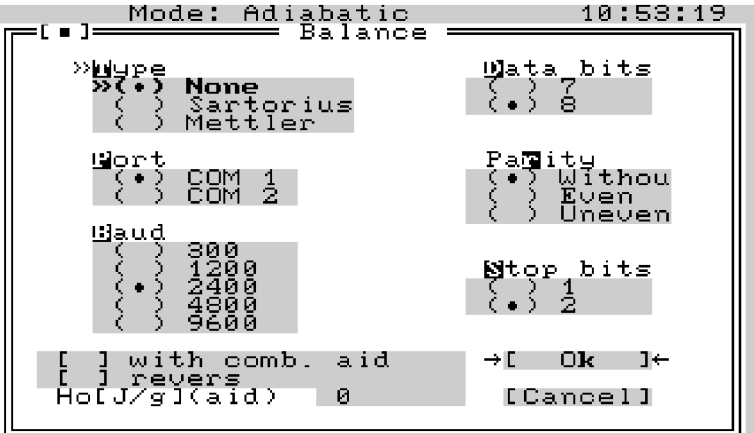 Mode: Adiabatic 10:53:19
[■] Balance
»Type
»(•) None
( ) Sartorius
( ) Mettler
Data bits
( ) 7
(•) 8
Port
(•) COM 1
( ) COM 2
Parity
(•) Withou
( ) Even
( ) Uneven
Baud
( ) 300
( ) 1200
(•) 2400
( ) 4800
( ) 9600
Stop bits
( ) 1
(•) 2
[ ] with comb. aid
[ ] revers
Ho[J/g](aid) 0
→[ Ok ]←
[Cancel]